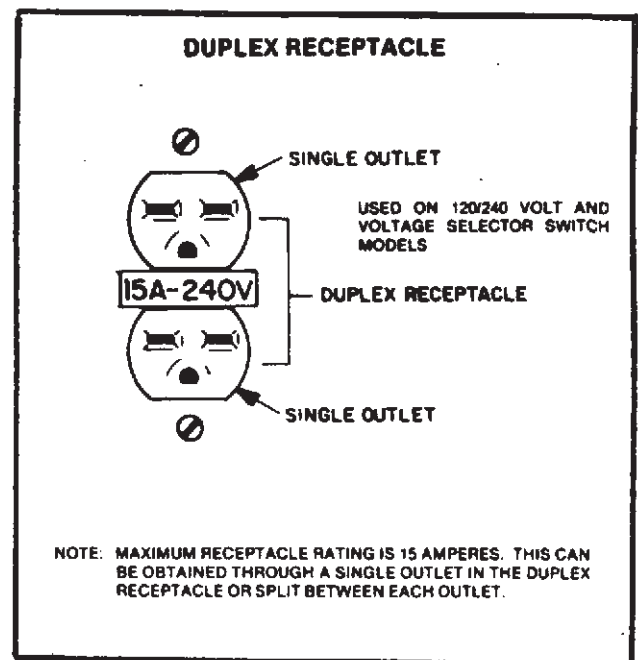 DUPLEX RECEPTACLE
SINGLE OUTLET
USED ON 120/240 VOLT AND
VOLTAGE SELECTOR SWITCH
MODELS
15A-240V
DUPLEX RECEPTACLE
SINGLE OUTLET
NOTE: MAXIMUM RECEPTACLE RATING IS 15 AMPERES. THIS CAN
BE OBTAINED THROUGH A SINGLE OUTLET IN THE DUPLEX
RECEPTACLE OR SPLIT BETWEEN EACH OUTLET.